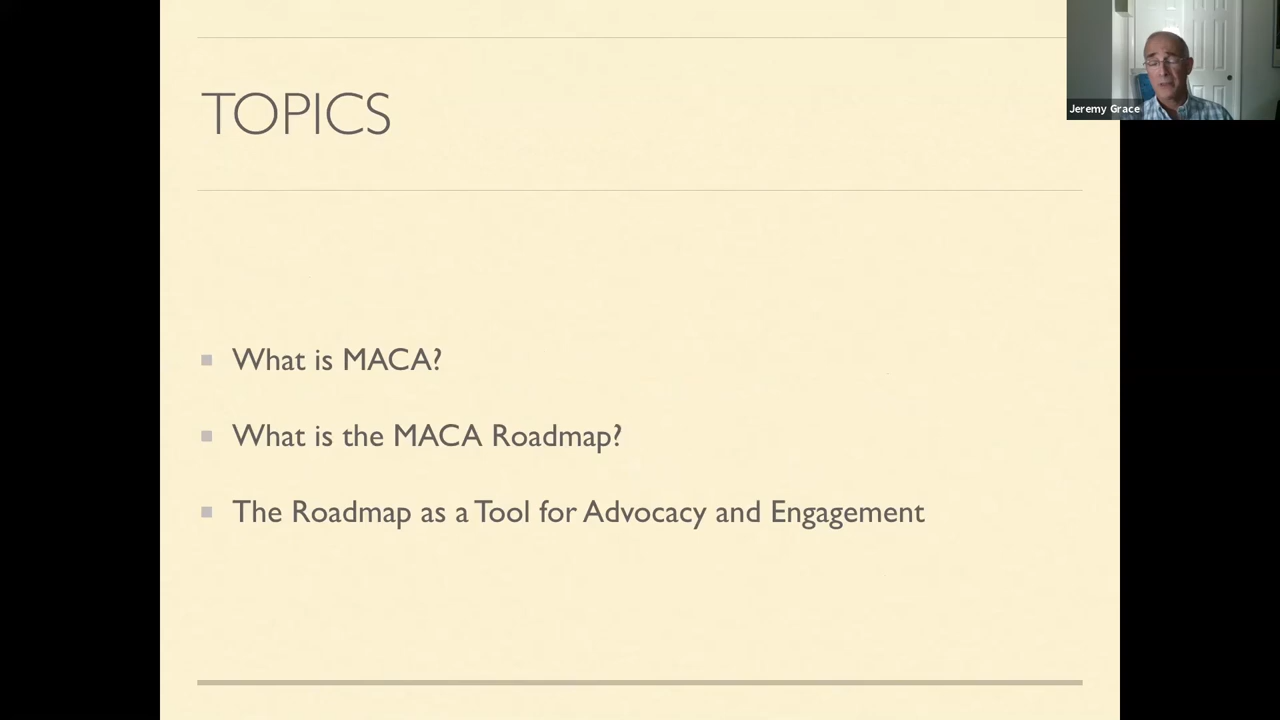 TOPICS
Jeremy Grace
What is MACA?
What is the MACA Roadmap?
The Roadmap as a Tool for Advocacy and Engagement